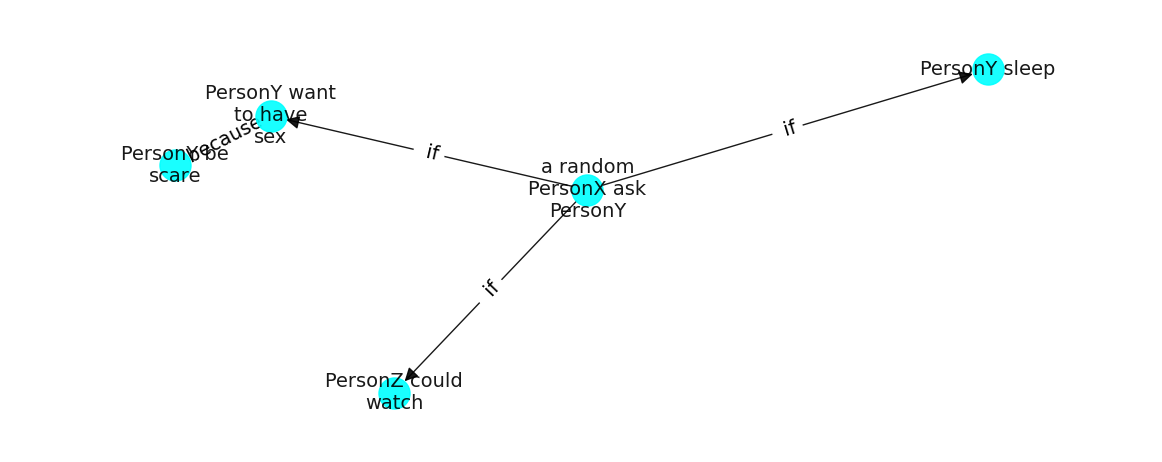 PersonY sleep
PersonY want
to have
sex
if
because
PersonY be
scare
if
a random
PersonX ask
PersonY
if
PersonZ could
watch